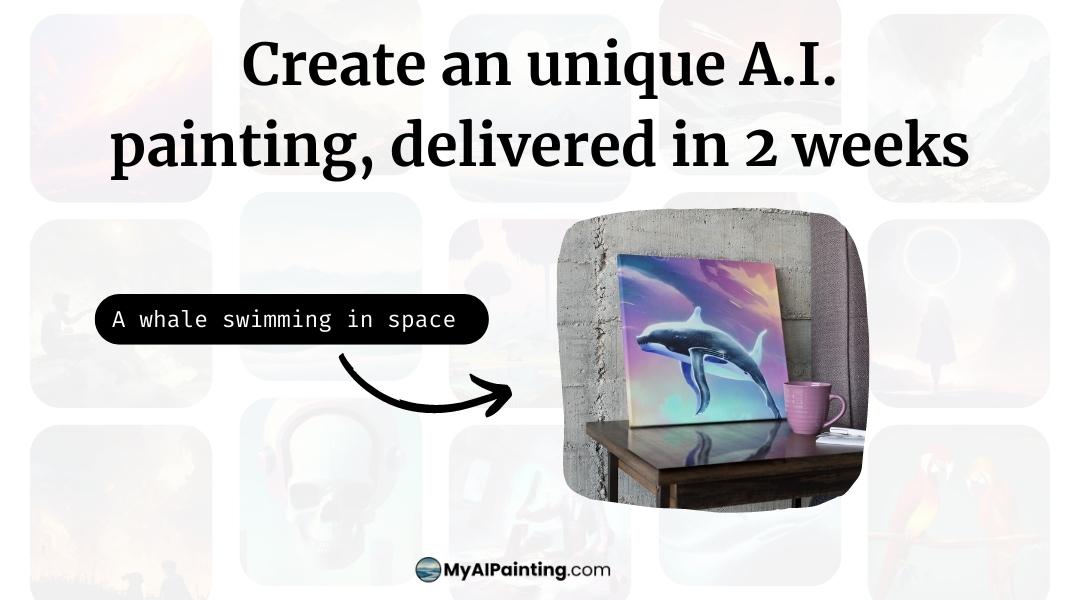 Create an unique A.I.
painting, delivered in 2 weeks
A whale swimming in space
MyAIPainting.com